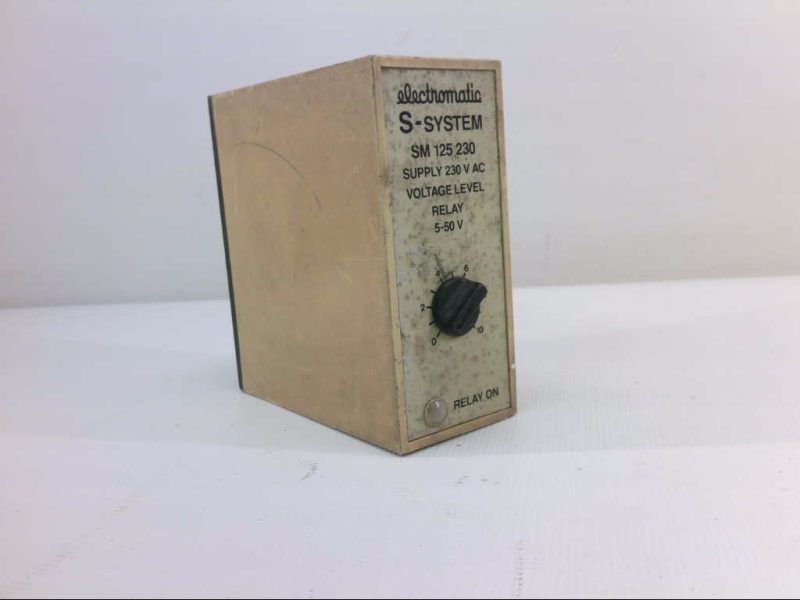 electromatic
S-SYSTEM
SM 125 230
SUPPLY 230 V AC
VOLTAGE LEVEL
RELAY
5-50 V
4 6
2
0 10
RELAY ON